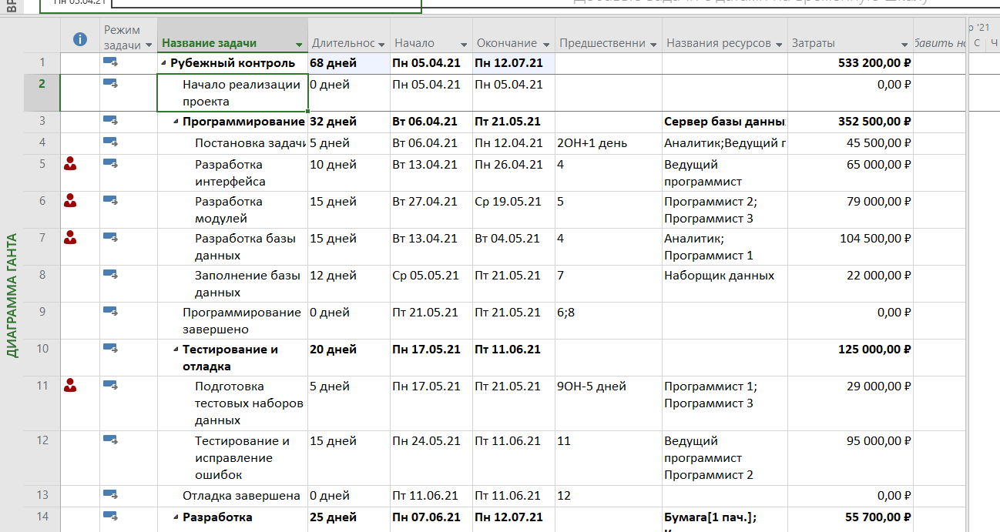 Пн 05.04.21
Добавьте задачи с датами на временную шкалу
р '21
Режим задачи Название задачи Длительнос Начало Окончание Предшественни Названия ресурсов Затраты С Ч
1 Рубежный контроль 68 дней Пн 05.04.21 Пн 12.07.21 533 200,00 ₽
2 Начало реализации 0 дней Пн 05.04.21 Пн 05.04.21 0,00 ₽
проекта
3 Программирование 32 дней Вт 06.04.21 Пт 21.05.21 Сервер базы данны 352 500,00 ₽
4 Постановка задачи 5 дней Вт 06.04.21 Пн 12.04.21 2ОН+1 день Аналитик;Ведущий п 45 500,00 ₽
5 Разработка 10 дней Вт 13.04.21 Пн 26.04.21 4 Ведущий 65 000,00 ₽
интерфейса программист
6 Разработка 15 дней Вт 27.04.21 Ср 19.05.21 5 Программист 2; 79 000,00 ₽
модулей Программист 3
7 Разработка базы 15 дней Вт 13.04.21 Вт 04.05.21 4 Аналитик; 104 500,00 ₽
данных Программист 1
8 Заполнение базы 12 дней Ср 05.05.21 Пт 21.05.21 7 Наборщик данных 22 000,00 ₽
данных
9 Программирование 0 дней Пт 21.05.21 Пт 21.05.21 6;8 0,00 ₽
завершено
10 Тестирование и 20 дней Пн 17.05.21 Пт 11.06.21 125 000,00 ₽
отладка
11 Подготовка 5 дней Пн 17.05.21 Пт 21.05.21 9ОН-5 дней Программист 1; 29 000,00 ₽
тестовых наборов Программист 3
данных
12 Тестирование и 15 дней Пн 24.05.21 Пт 11.06.21 11 Ведущий 95 000,00 ₽
исправление программист
ошибок Программист 2
13 Отладка завершена 0 дней Пт 11.06.21 Пт 11.06.21 12 0,00 ₽
14 Разработка 25 дней Пн 07.06.21 Пн 12.07.21 Бумага[1 пач.]; 55 700,00 ₽
ДИАГРАММА ГАНТА